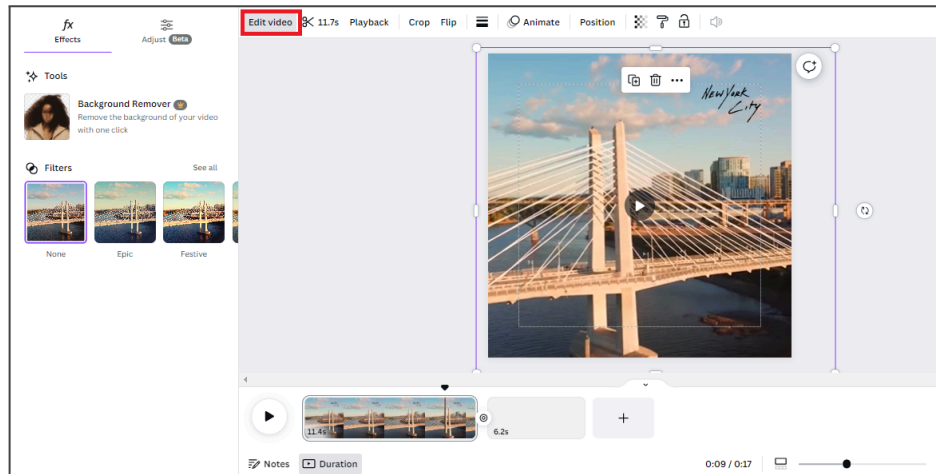 fx
Effects
Adjust Beta
Tools
Background Remover
Remove the background of your video
with one click
Filters
See all
None
Epic
Festive
Edit video
11.7s
Playback
Crop
Flip
Animate
Position
New York
City
11.4s
6.2s
+
Notes
Duration
0:09 / 0:17